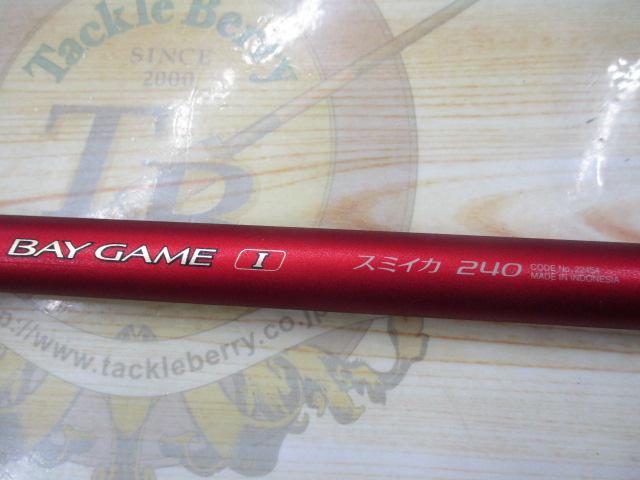 Tackle Berry
SINCE
2000
TB
BAY GAME I スミイカ 240
CODE No. 22454
MADE IN INDONESIA
http://www.tackleberry.co.jp